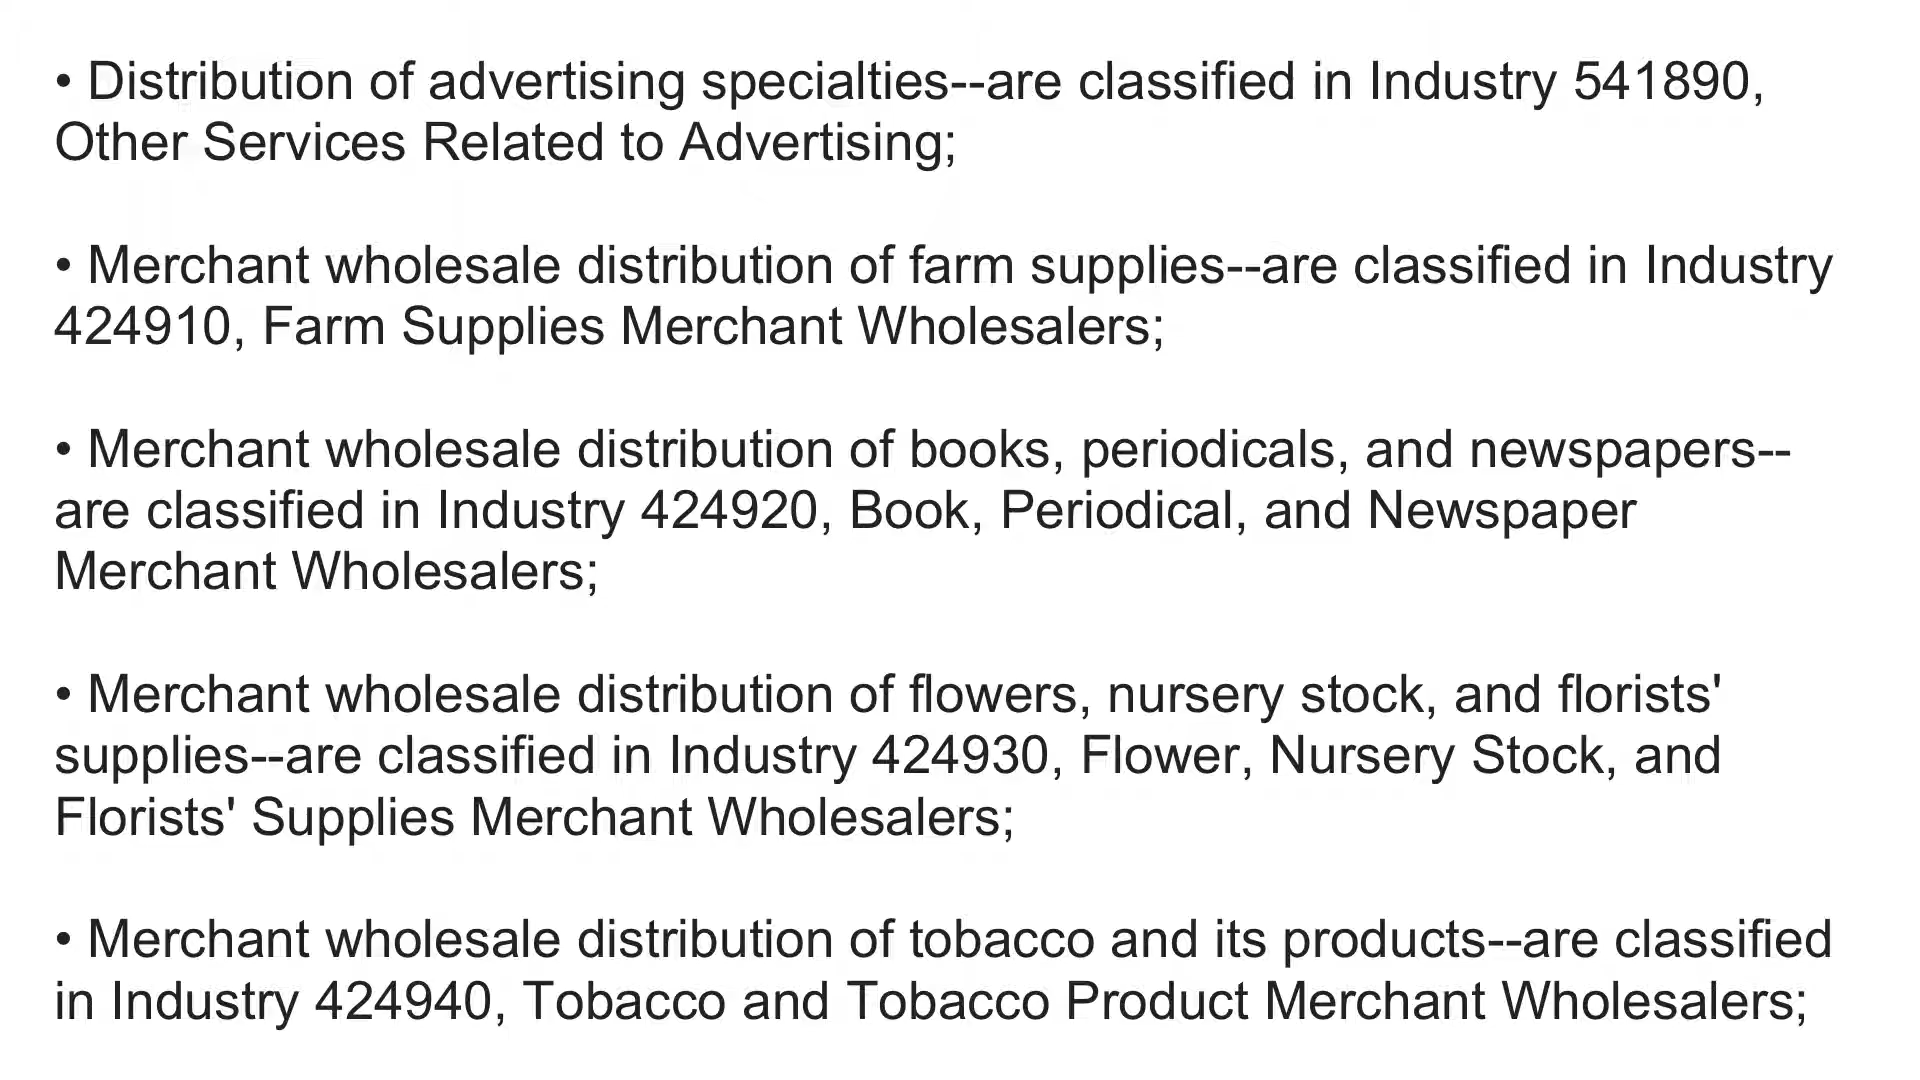 • Distribution of advertising specialties--are classified in Industry 541890,
Other Services Related to Advertising;
• Merchant wholesale distribution of farm supplies--are classified in Industry
424910, Farm Supplies Merchant Wholesalers;
• Merchant wholesale distribution of books, periodicals, and newspapers--
are classified in Industry 424920, Book, Periodical, and Newspaper
Merchant Wholesalers;
• Merchant wholesale distribution of flowers, nursery stock, and florists'
supplies--are classified in Industry 424930, Flower, Nursery Stock, and
Florists' Supplies Merchant Wholesalers;
• Merchant wholesale distribution of tobacco and its products--are classified
in Industry 424940, Tobacco and Tobacco Product Merchant Wholesalers;